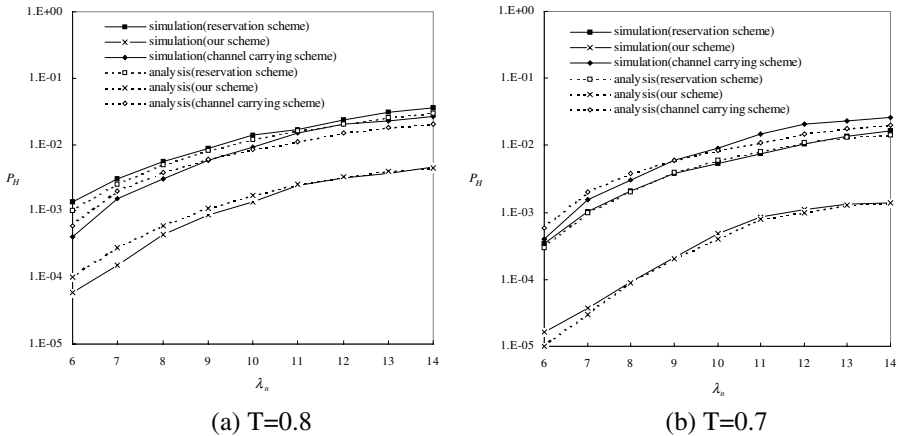 1.E+00
1.E-01
1.E-02
1.E-03
1.E-04
1.E-05
P_H
simulation(reservation scheme)
simulation(our scheme)
simulation(channel carrying scheme)
analysis(reservation scheme)
analysis(our scheme)
analysis(channel carrying scheme)
6 7 8 9 10 11 12 13 14
λ_n
(a) T=0.8
1.E+00
1.E-01
1.E-02
1.E-03
1.E-04
1.E-05
P_H
simulation(reservation scheme)
simulation(our scheme)
simulation(channel carrying scheme)
analysis(reservation scheme)
analysis(our scheme)
analysis(channel carrying scheme)
6 7 8 9 10 11 12 13 14
λ_n
(b) T=0.7